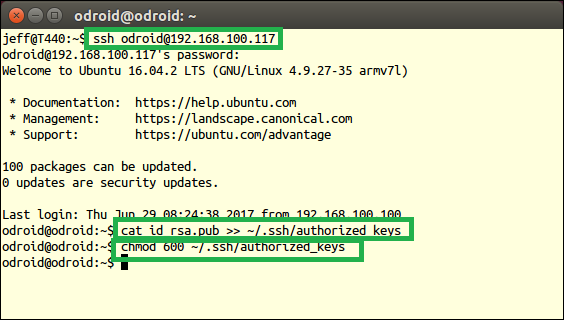 odroid@odroid: ~
jeff@T440:~$ ssh odroid@192.168.100.117
odroid@192.168.100.117's password:
Welcome to Ubuntu 16.04.2 LTS (GNU/Linux 4.9.27-35 armv7l)
* Documentation: https://help.ubuntu.com
* Management: https://landscape.canonical.com
* Support: https://ubuntu.com/advantage
100 packages can be updated.
0 updates are security updates.
Last login: Thu Jun 29 08:24:38 2017 from 192.168.100.100
odroid@odroid:~$ cat id_rsa.pub >> ~/.ssh/authorized_keys
odroid@odroid:~$ chmod 600 ~/.ssh/authorized_keys
odroid@odroid:~$